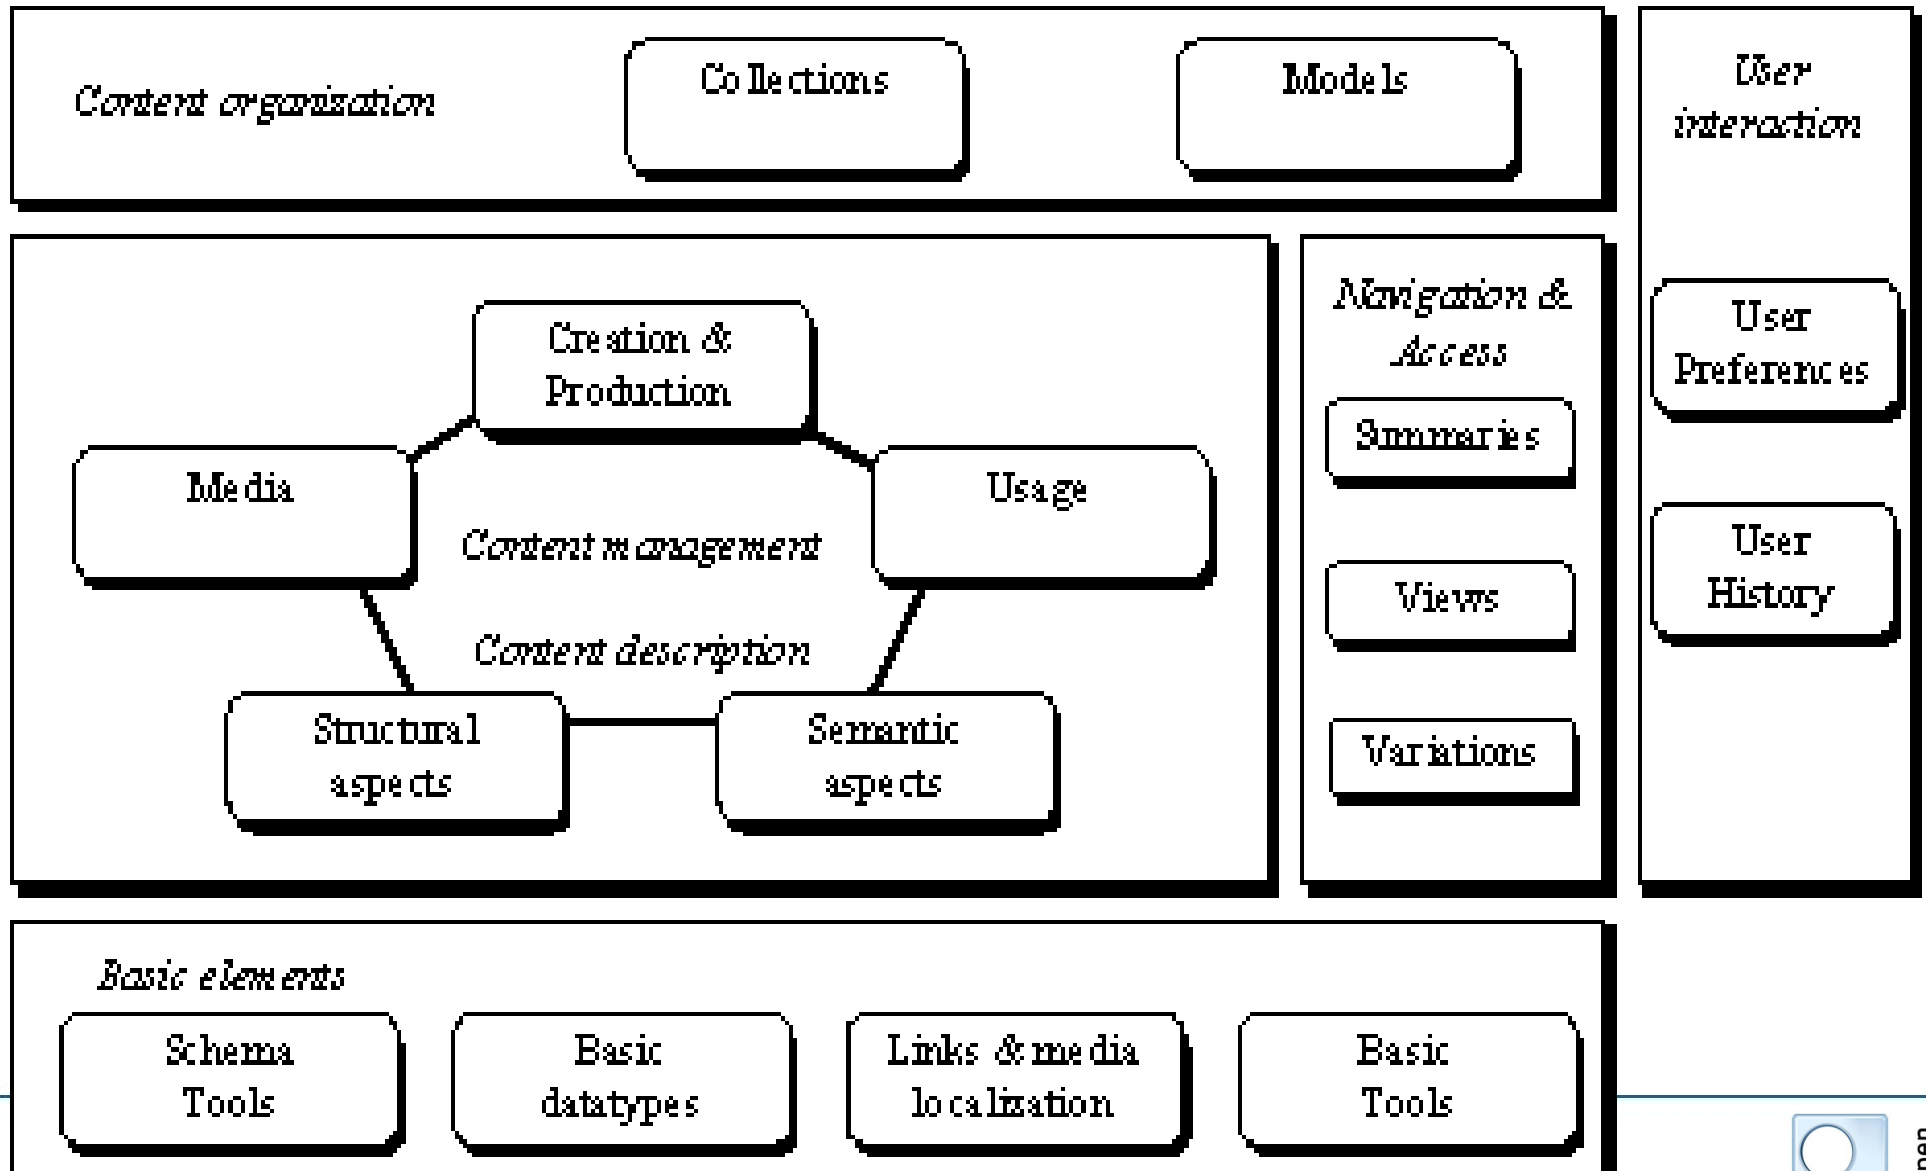 Content organization
Collections
Models
User
interaction
Creation &
Production
Media
Usage
Content management
Content description
Structural
aspects
Semantic
aspects
Navigation &
Access
Summaries
Views
Variations
User
Preferences
User
History
Basic elements
Schema
Tools
Basic
datatypes
Links & media
localization
Basic
Tools